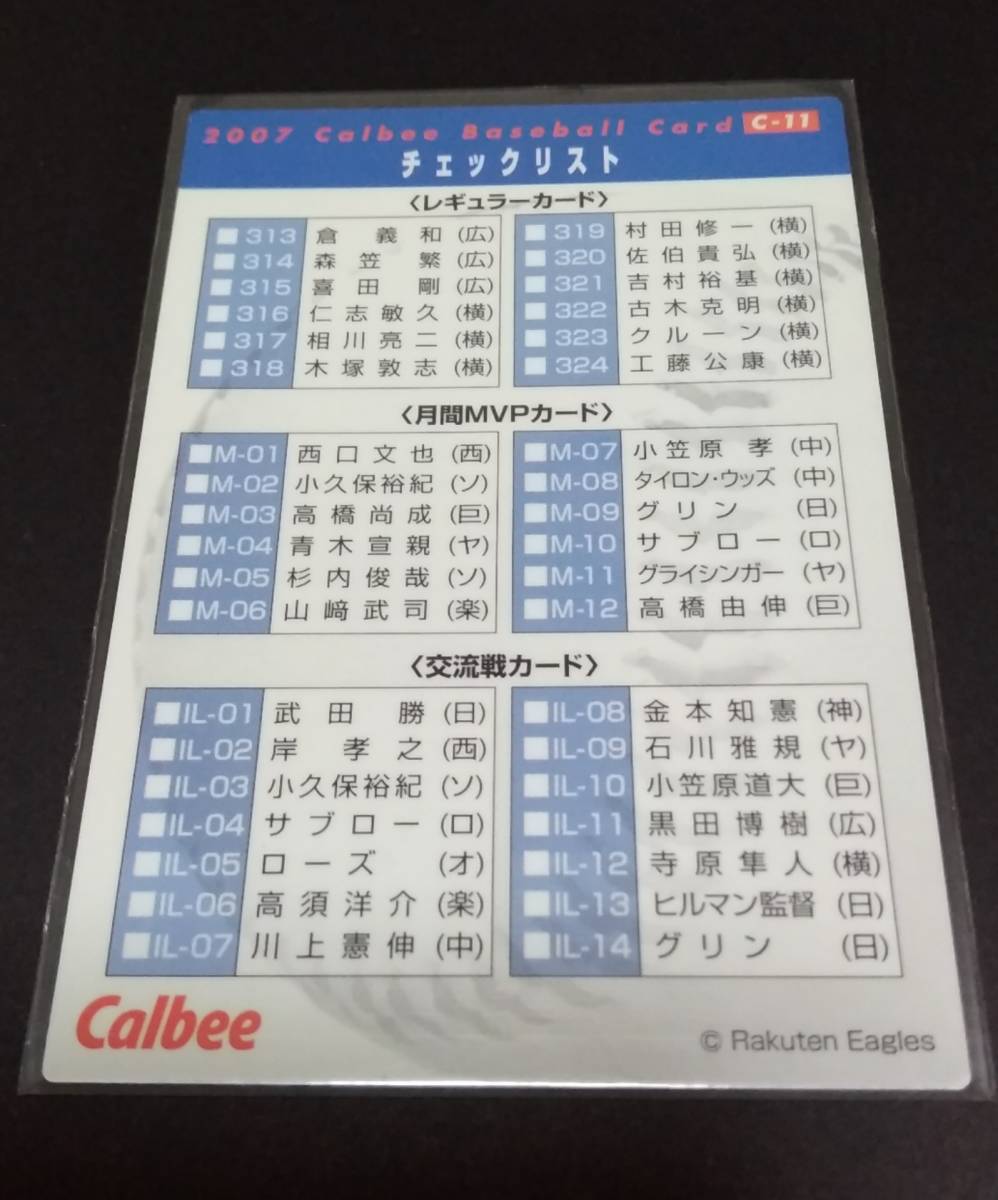 2007 Calbee Baseball Card C-11
チェックリスト
〈レギュラーカード〉
■313 倉 義和 (広)
■314 森笠 繁 (広)
■315 喜田 剛 (広)
■316 仁志敏久 (横)
■317 相川亮二 (横)
■318 木塚敦志 (横)
■319 村田修一 (横)
■320 佐伯貴弘 (横)
■321 吉村裕基 (横)
■322 古木克明 (横)
■323 クルーン (横)
■324 工藤公康 (横)
〈月間MVPカード〉
■M-01 西口文也 (西)
■M-02 小久保裕紀 (ソ)
■M-03 高橋尚成 (巨)
■M-04 青木宣親 (ヤ)
■M-05 杉内俊哉 (ソ)
■M-06 山﨑武司 (楽)
■M-07 小笠原 孝 (中)
■M-08 タイロン・ウッズ (中)
■M-09 グリン (日)
■M-10 サブロー (ロ)
■M-11 グライシンガー (ヤ)
■M-12 高橋由伸 (巨)
〈交流戦カード〉
■IL-01 武田 勝 (日)
■IL-02 岸 孝之 (西)
■IL-03 小久保裕紀 (ソ)
■IL-04 サブロー (ロ)
■IL-05 ローズ (オ)
■IL-06 高須洋介 (楽)
■IL-07 川上憲伸 (中)
■IL-08 金本知憲 (神)
■IL-09 石川雅規 (ヤ)
■IL-10 小笠原道大 (巨)
■IL-11 黒田博樹 (広)
■IL-12 寺原隼人 (横)
■IL-13 ヒルマン監督 (日)
■IL-14 グリン (日)
Calbee
© Rakuten Eagles